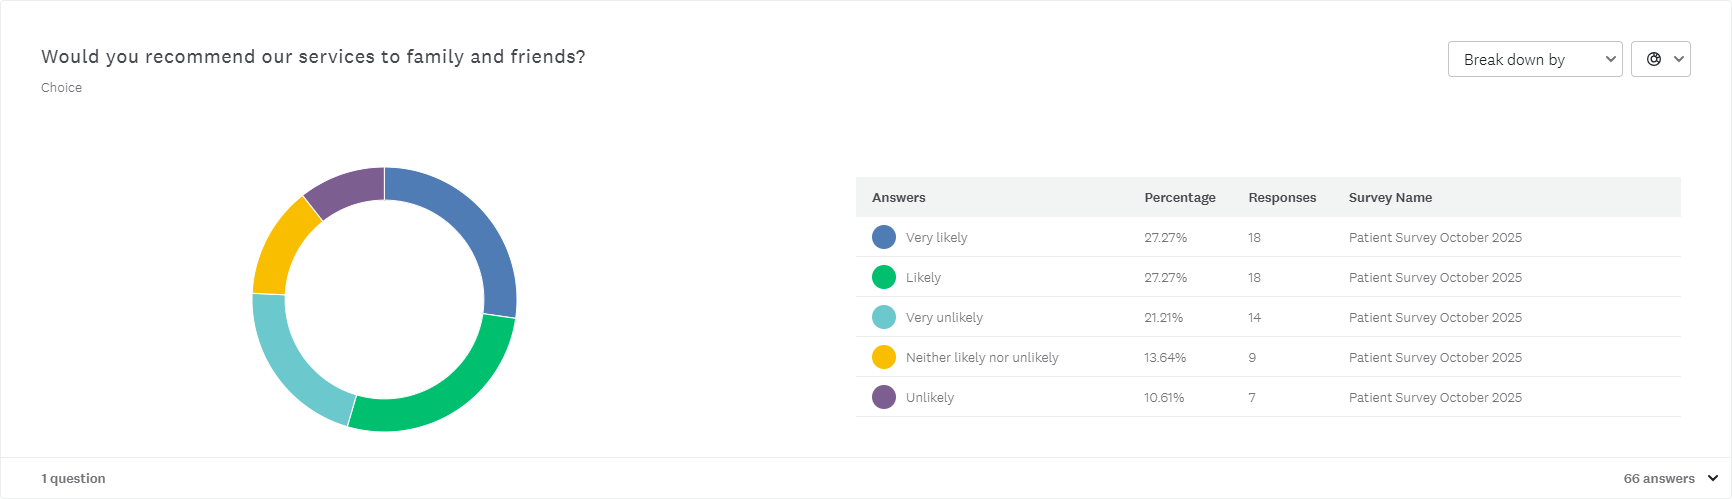 Would you recommend our services to family and friends?
Break down by
Choice
Answers Percentage Responses Survey Name
Very likely 27.27% 18 Patient Survey October 2025
Likely 27.27% 18 Patient Survey October 2025
Very unlikely 21.21% 14 Patient Survey October 2025
Neither likely nor unlikely 13.64% 9 Patient Survey October 2025
Unlikely 10.61% 7 Patient Survey October 2025
1 question 66 answers